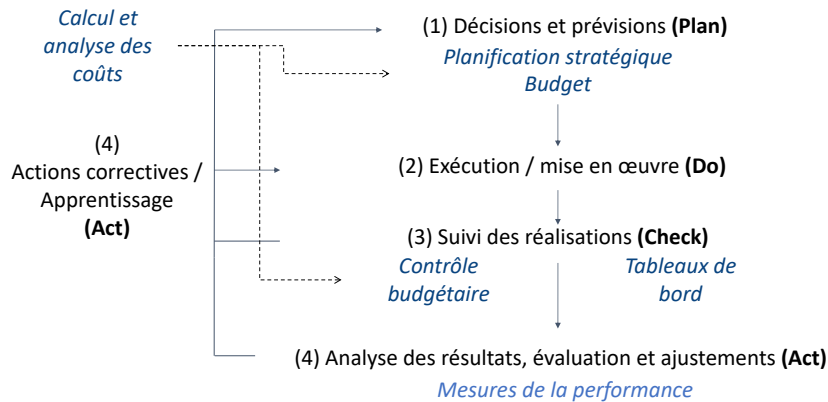 Calcul et
analyse des
coûts
(1) Décisions et prévisions (Plan)
Planification stratégique
Budget
(4)
Actions correctives /
Apprentissage
(Act)
(2) Exécution / mise en œuvre (Do)
(3) Suivi des réalisations (Check)
Contrôle
budgétaire
Tableaux de
bord
(4) Analyse des résultats, évaluation et ajustements (Act)
Mesures de la performance